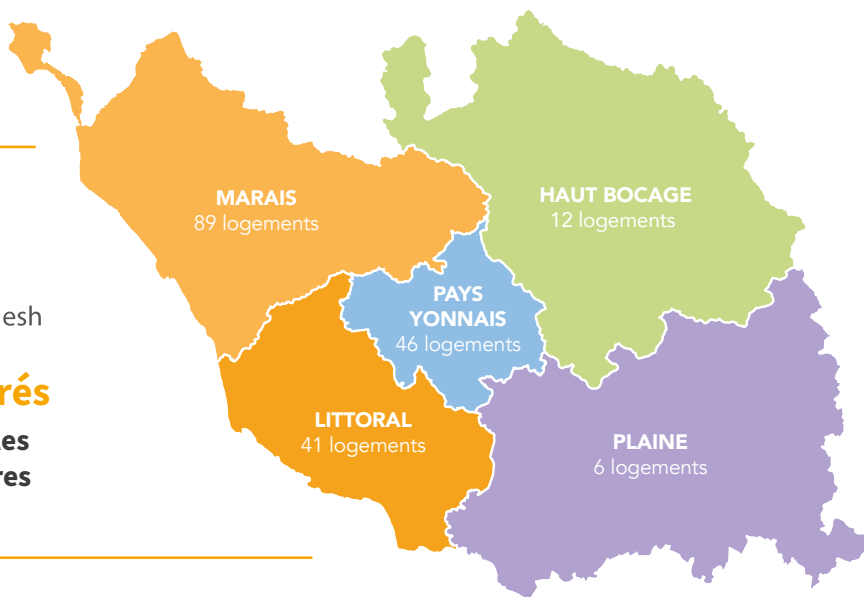 MARAIS
89 logements
HAUT BOCAGE
12 logements
PAYS
YONNAIS
46 logements
esh
rés
LITTORAL
41 logements
PLAINE
6 logements
es
res